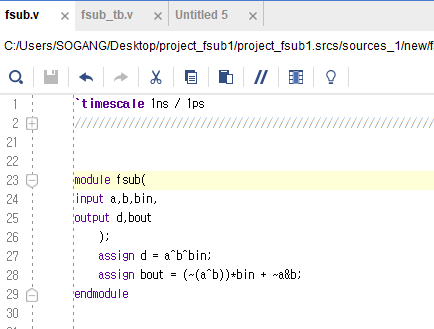 fsub.v × fsub_tb.v × Untitled 5 ×
C:/Users/SOGANG/Desktop/project_fsub1/project_fsub1.srcs/sources_1/new/f
1 `timescale 1ns / 1ps
2 ////////////////////////////////////////////////////////////
21
22
23 module fsub(
24 input a,b,bin,
25 output d,bout
26 );
27 assign d = a^b^bin;
28 assign bout = (~(a^b))*bin + ~a&b;
29 endmodule
30
31